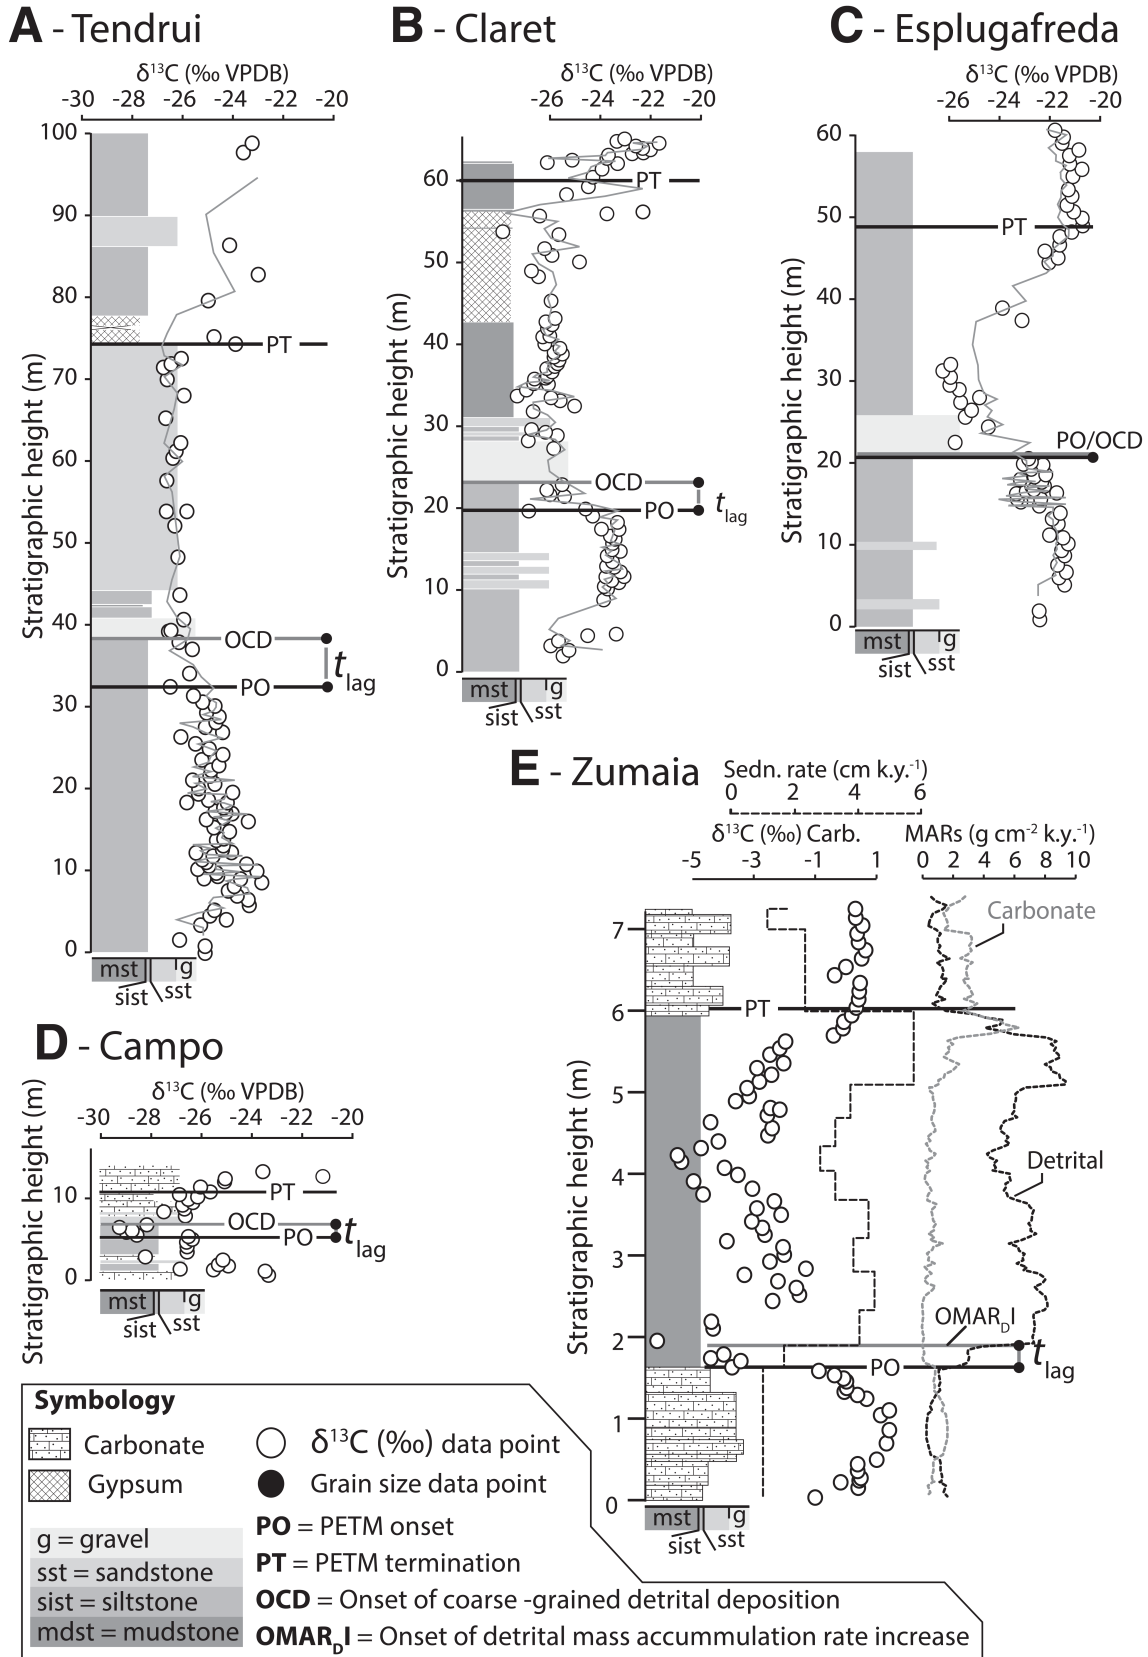 A - Tendrui
δ¹³C (‰ VPDB)
-30 -28 -26 -24 -22 -20
Stratigraphic height (m)
100
90
80
70
60
50
40
30
20
10
0
PT
OCD
PO
tlag
mst sist sst g
B - Claret
δ¹³C (‰ VPDB)
-26 -24 -22 -20
Stratigraphic height (m)
60
50
40
30
20
10
0
PT
OCD
PO
tlag
mst sist sst g
C - Esplugafreda
δ¹³C (‰ VPDB)
-26 -24 -22 -20
Stratigraphic height (m)
60
50
40
30
20
10
0
PT
PO/OCD
mst sist sst g
D - Campo
δ¹³C (‰ VPDB)
-30 -28 -26 -24 -22 -20
Stratigraphic height (m)
10
0
PT
OCD
PO
tlag
mst sist sst g
E - Zumaia
Sedn. rate (cm k.y.⁻¹)
0 2 4 6
δ¹³C (‰) Carb.
-5 -3 -1 1
MARs (g cm⁻² k.y.⁻¹)
0 2 4 6 8 10
Stratigraphic height (m)
7
6
5
4
3
2
1
0
Carbonate
PT
Detrital
OMARDI
PO
tlag
mst sist sst g
Symbology
Carbonate
Gypsum
g = gravel
sst = sandstone
sist = siltstone
mdst = mudstone
δ¹³C (‰) data point
Grain size data point
PO = PETM onset
PT = PETM termination
OCD = Onset of coarse -grained detrital deposition
OMARDI = Onset of detrital mass accummulation rate increase